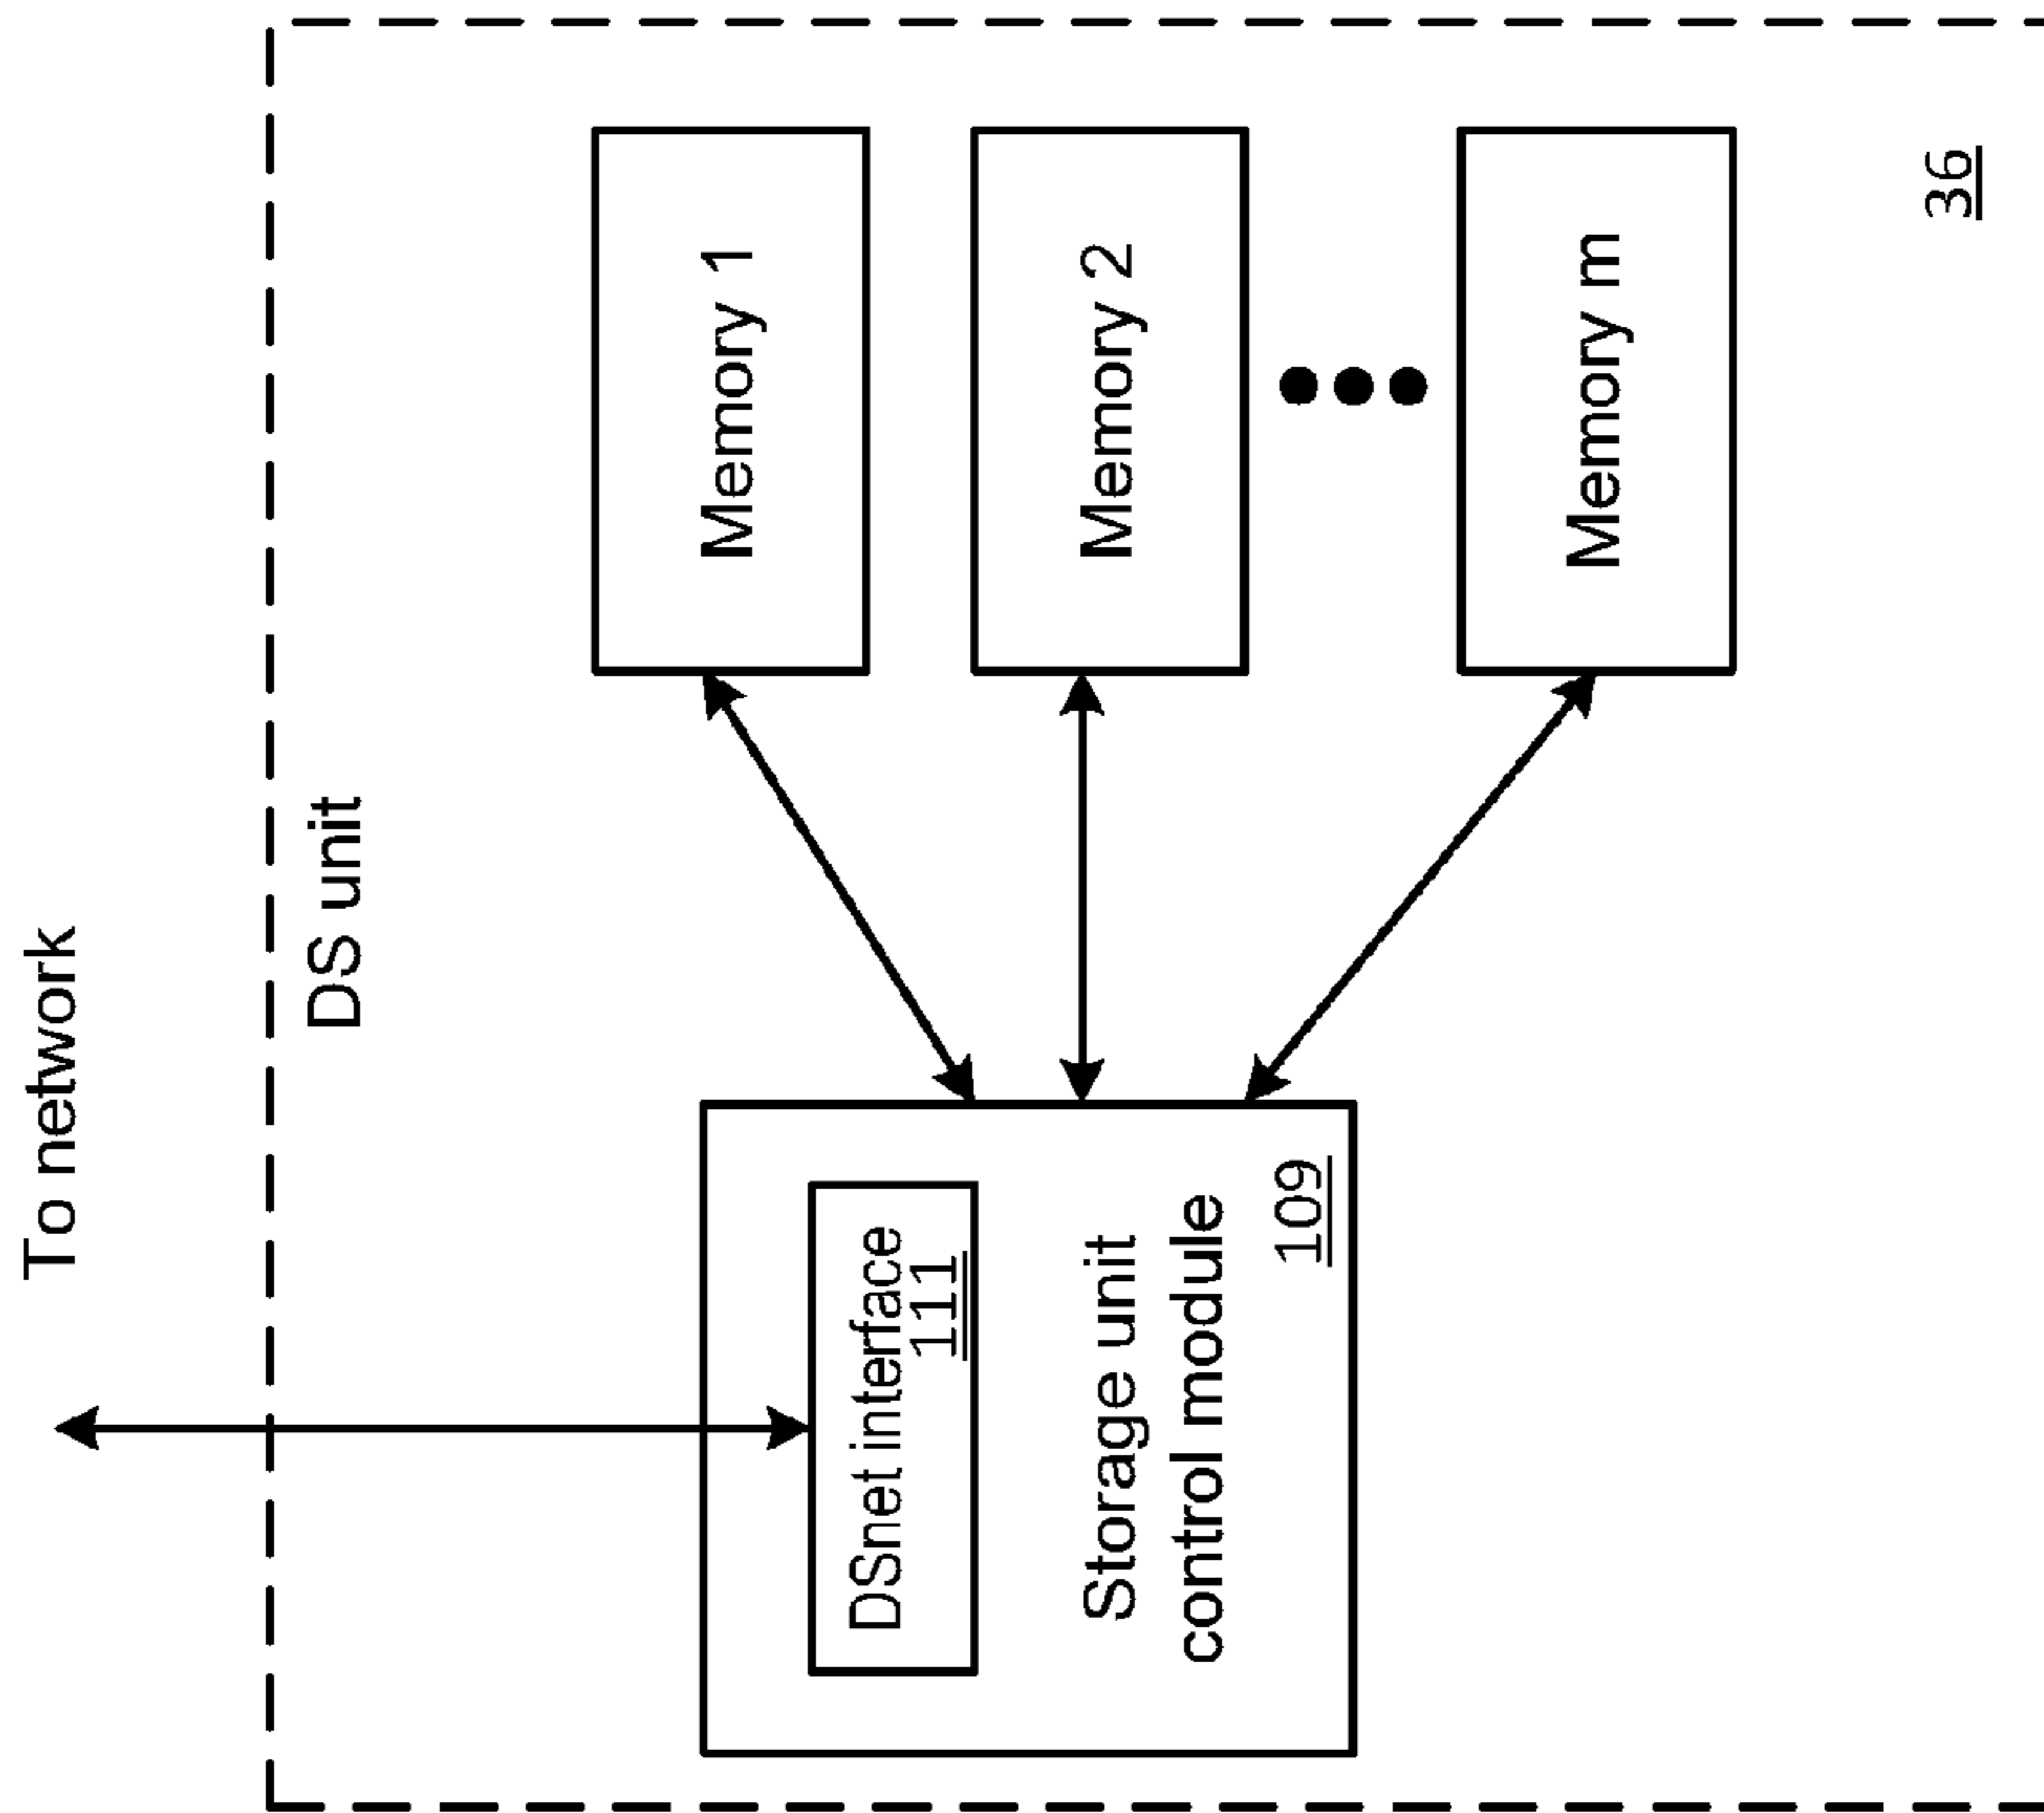 To network
DS unit
DSnet interface
111
Storage unit
control module
109
Memory 1
Memory 2
Memory m
36